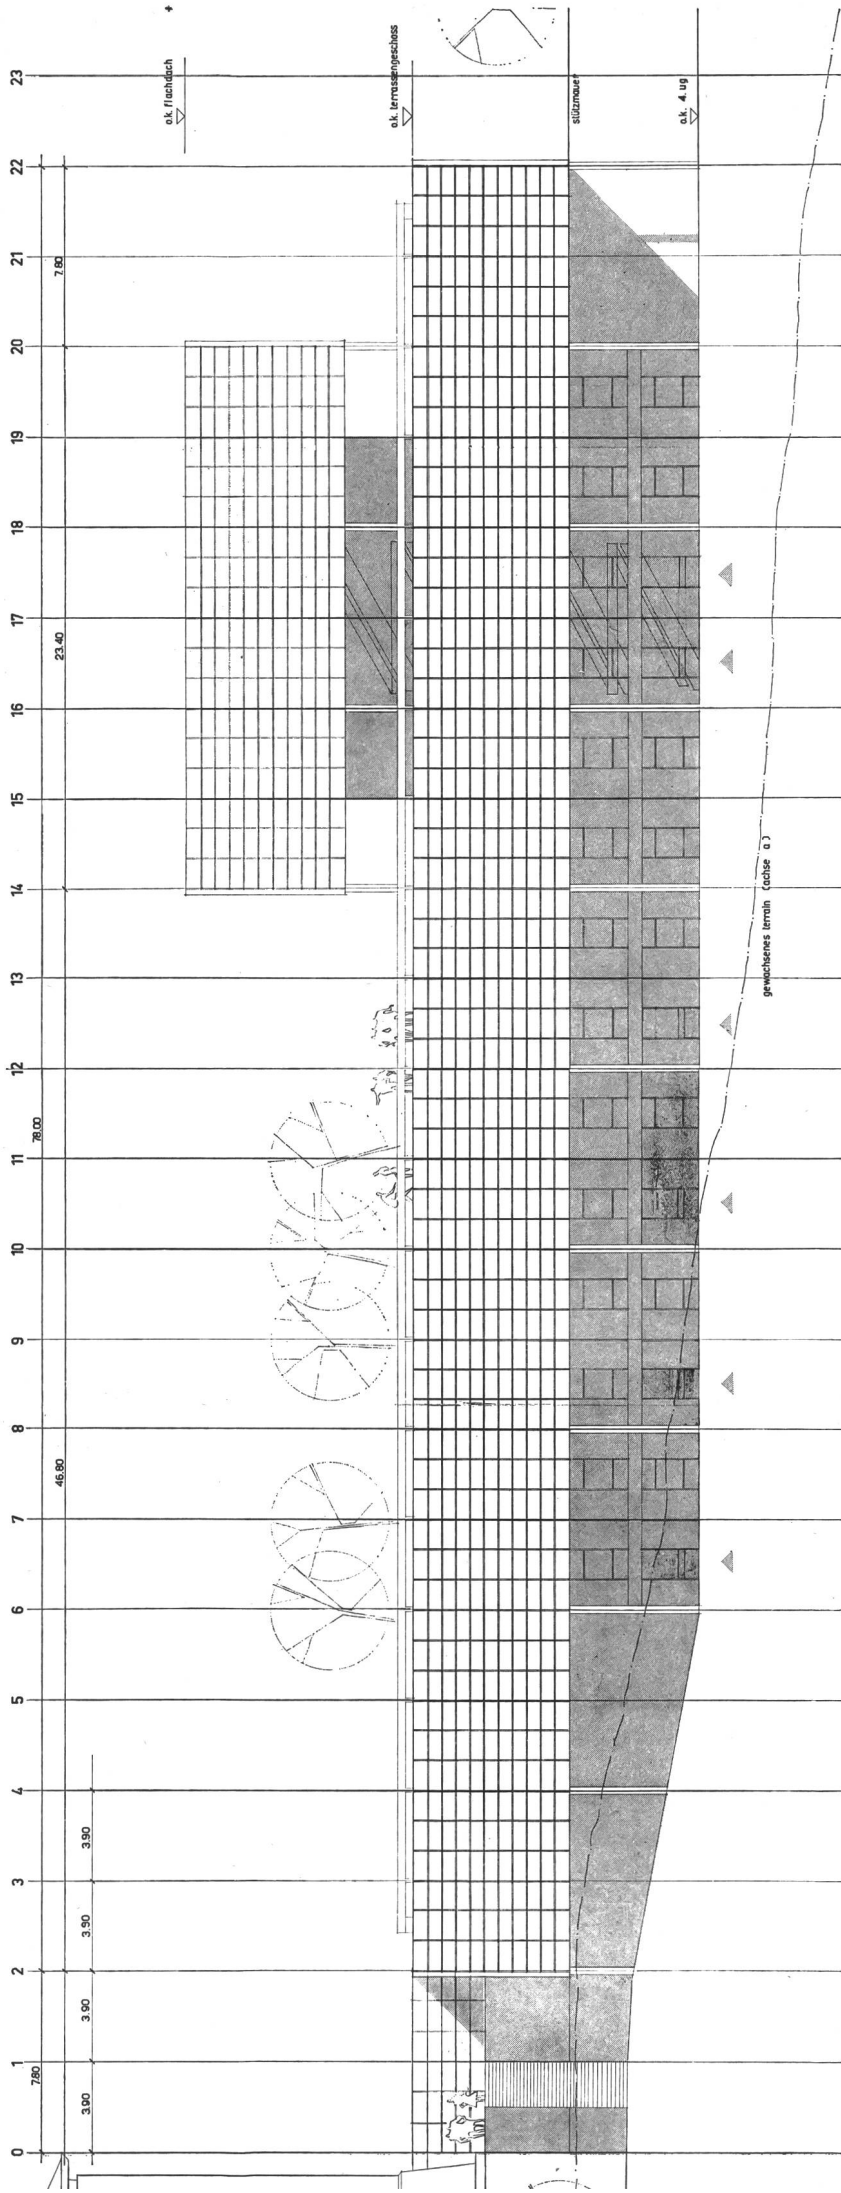 0 1 2 3 4 5 6 7 8 9 10 11 12 13 14 15 16 17 18 19 20 21 22 23
7.80 78.00
46.80 23.40 7.80
3.90 3.90 3.90 3.90
o.k. flachdach
o.k. terrassengeschoss
stützmauer
o.k. 4. ug
gewachsenes terrain (achse a)